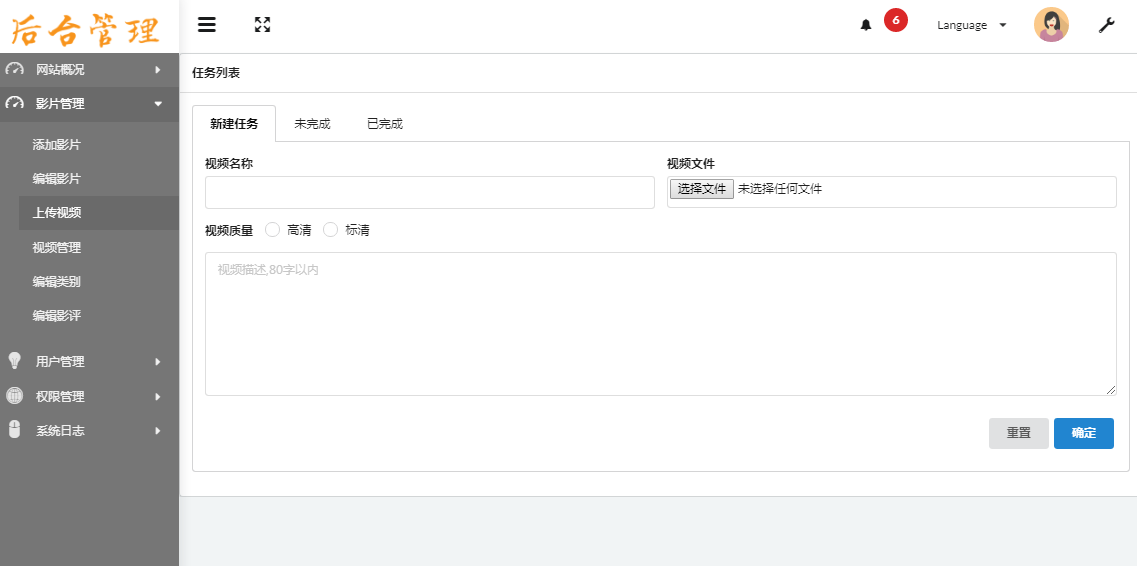 后台管理
6
Language
网站概况
影片管理
添加影片
编辑影片
上传视频
视频管理
编辑类别
编辑影评
用户管理
权限管理
系统日志
任务列表
新建任务 未完成 已完成
视频名称 视频文件
选择文件 未选择任何文件
视频质量 高清 标清
视频描述,80字以内
重置 确定